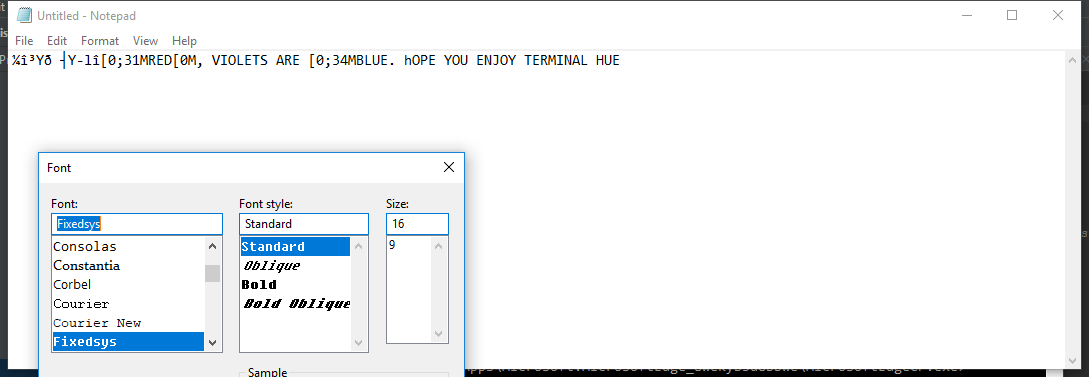 Untitled - Notepad
File Edit Format View Help
¼î³Yð ┤Y-lî[0;31MRED[0M, VIOLETS ARE [0;34MBLUE. hOPE YOU ENJOY TERMINAL HUE
Font
Font: Font style: Size:
Fixedsys Standard 16
Consolas Standard 9
Constantia Oblique
Corbel Bold
Courier Bold Oblique
Courier New
Fixedsys
Sample